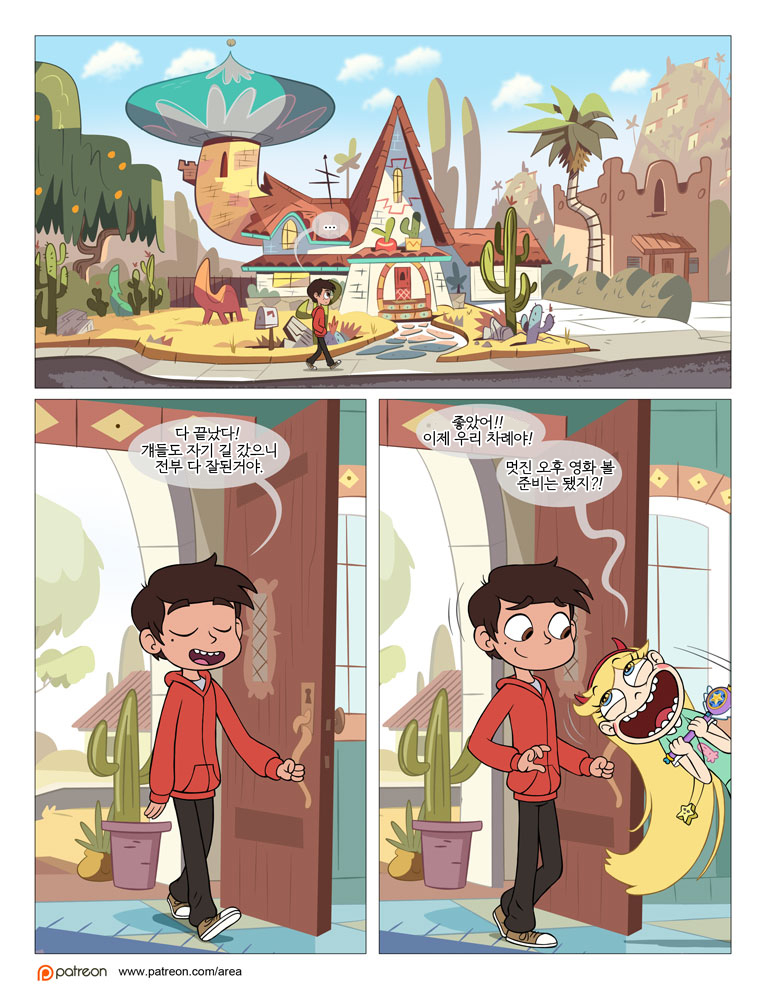 ...
다 끝났다!
걔들도 자기 길 갔으니
전부 다 잘된거야.
좋았어!!
이제 우리 차례야!
멋진 오후 영화 볼
준비는 됐지?!
patreon www.patreon.com/area